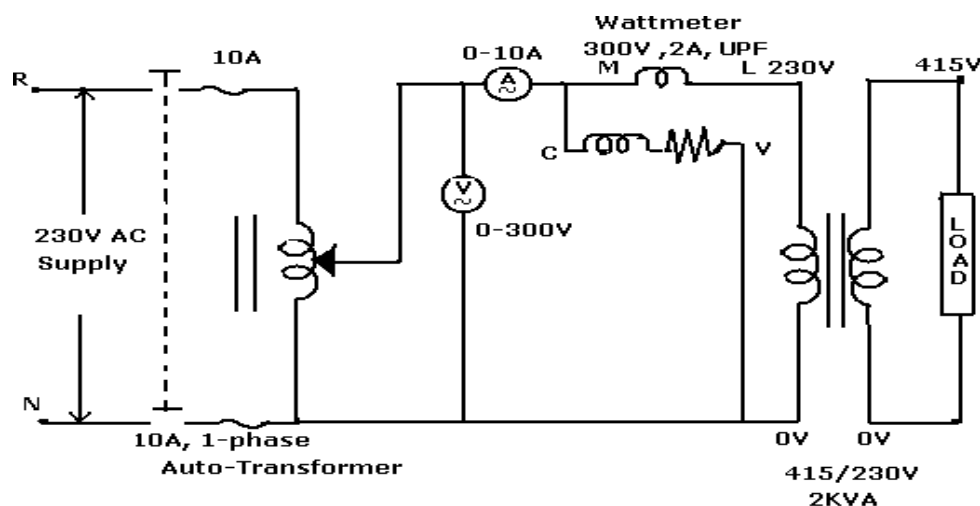 Wattmeter
300V ,2A, UPF
10A
0-10A
M
L 230V
415V
R
A
C
V
V
230V AC
Supply
0-300V
LOAD
N
10A, 1-phase
Auto-Transformer
0V
0V
415/230V
2KVA